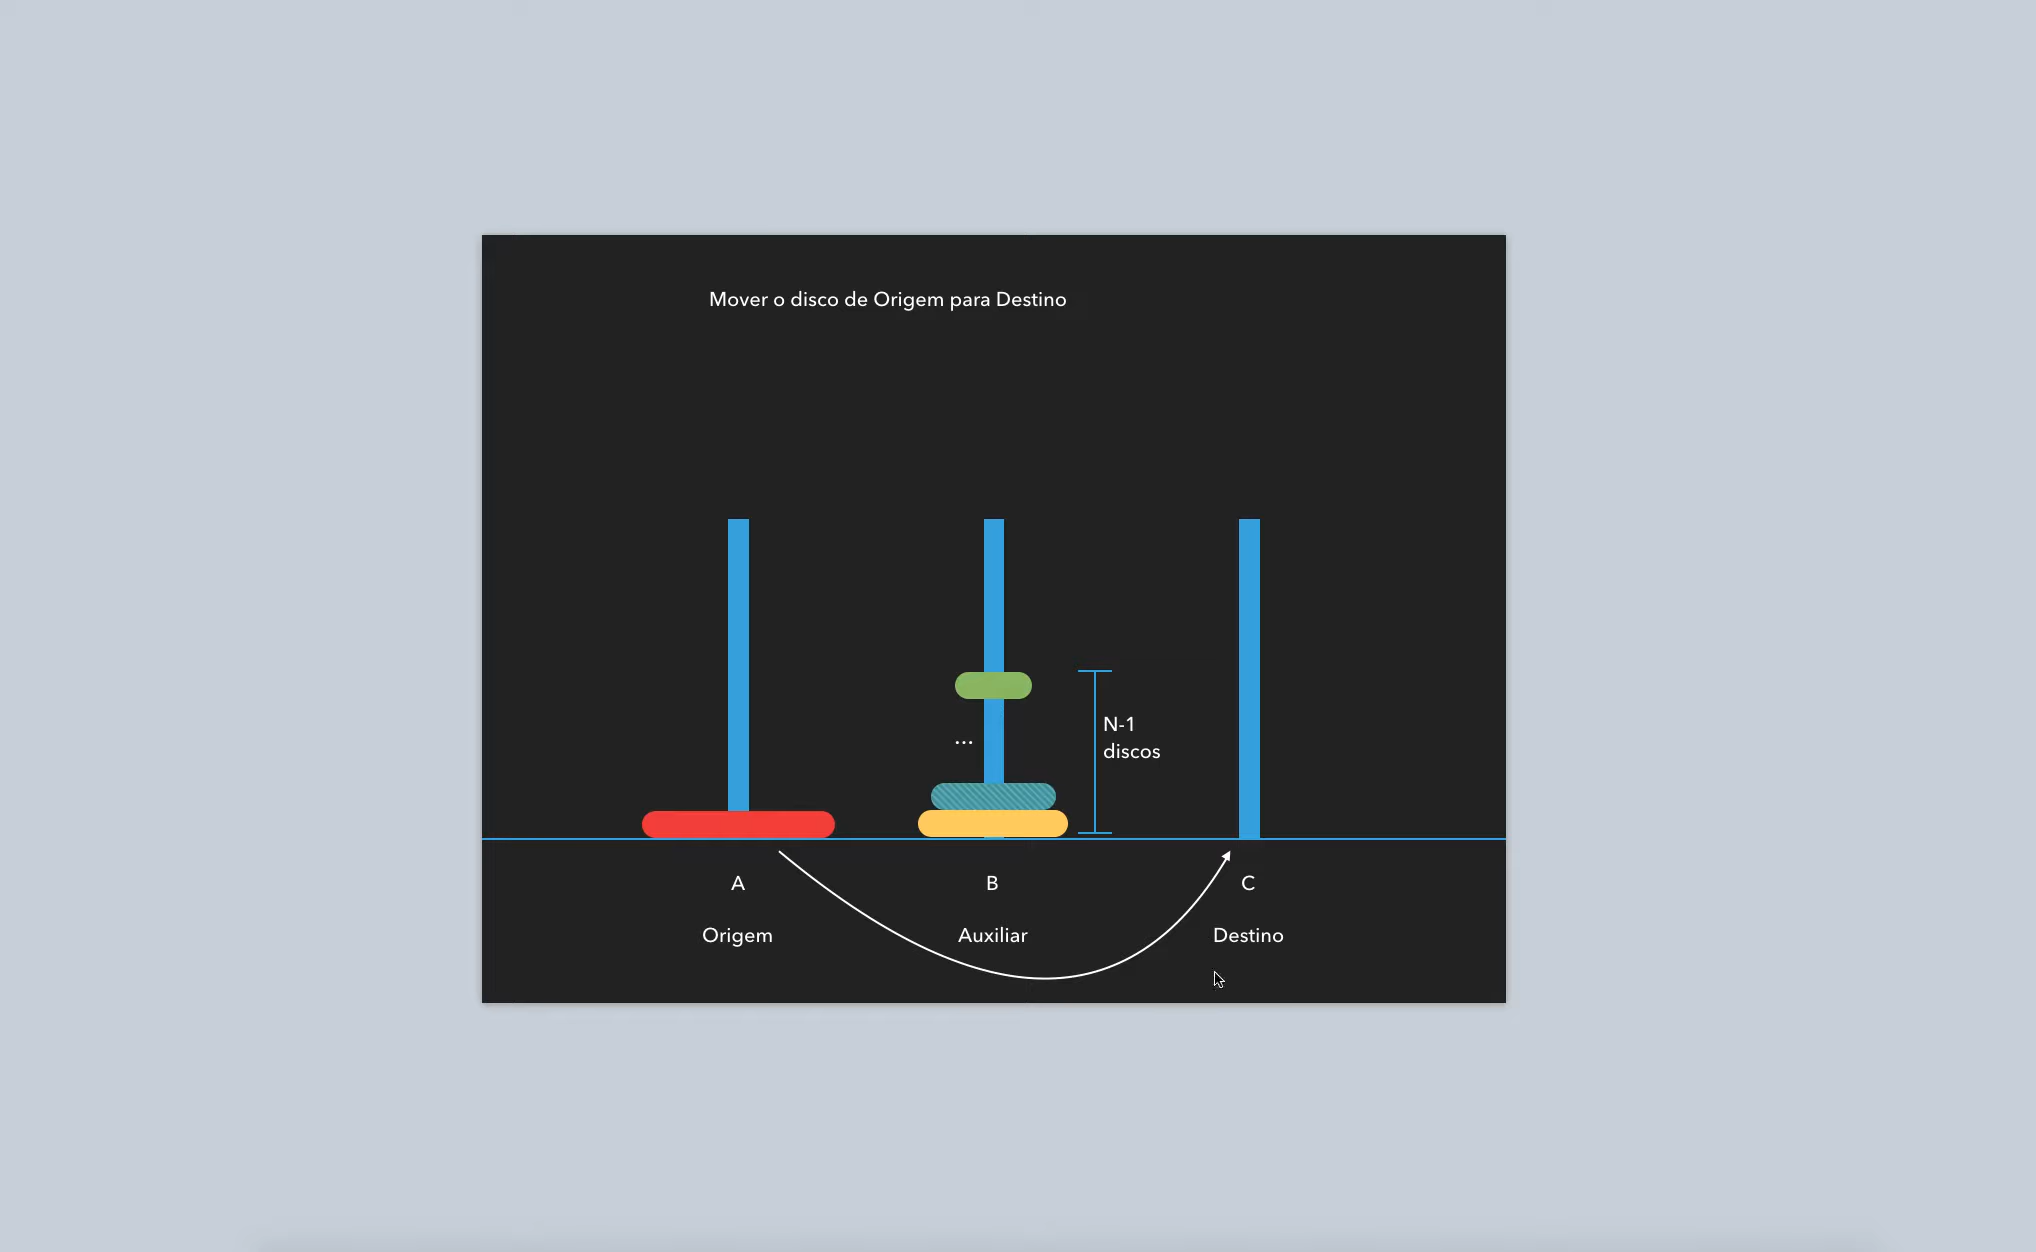 Mover o disco de Origem para Destino
...
N-1
discos
A
B
C
Origem
Auxiliar
Destino